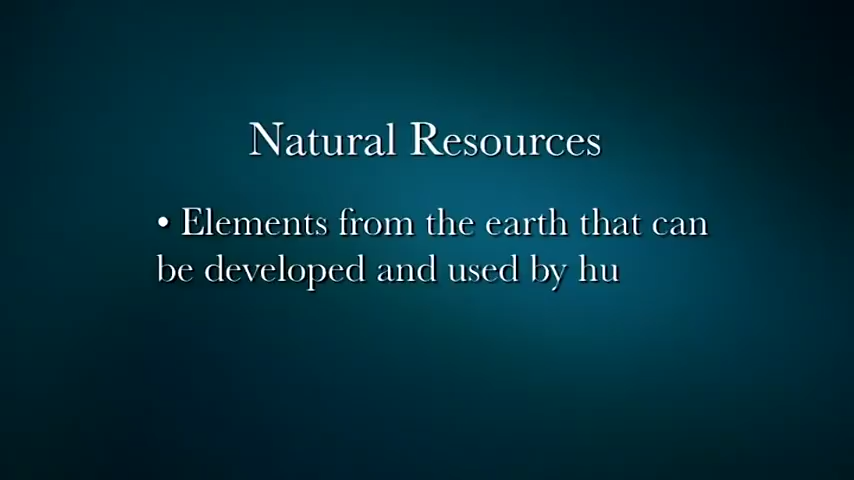 Natural Resources
• Elements from the earth that can
be developed and used by hu